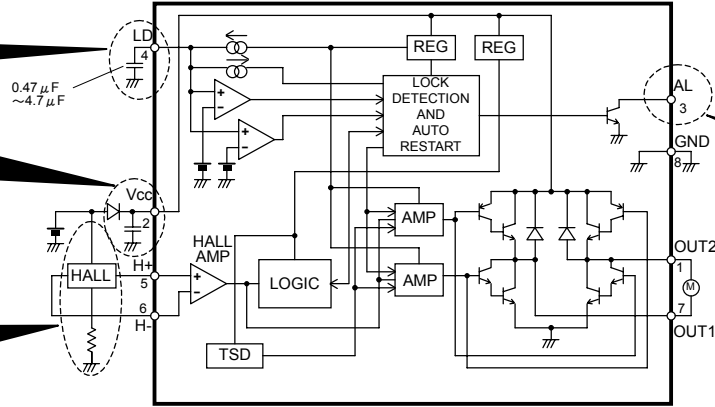 LD
4
0.47μF
~4.7μF
REG
REG
LOCK
DETECTION
AND
AUTO
RESTART
AL
3
GND
8
Vcc
2
HALL
AMP
AMP
AMP
OUT2
1
H+
5
HALL
LOGIC
M
6
H-
7
OUT1
TSD
+
-
+
-
+
-